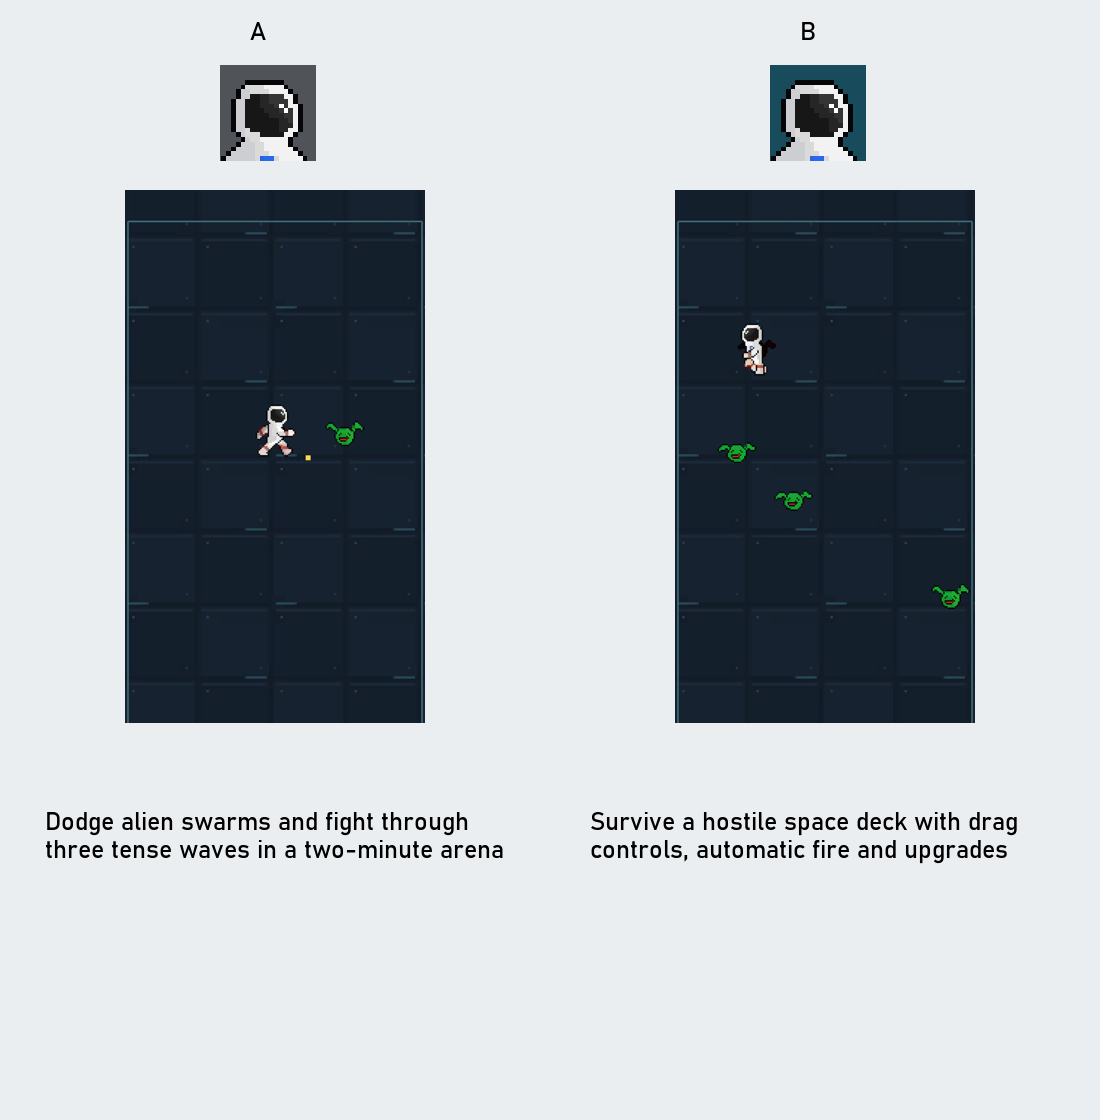 A
B
Dodge alien swarms and fight through
three tense waves in a two-minute arena
Survive a hostile space deck with drag
controls, automatic fire and upgrades